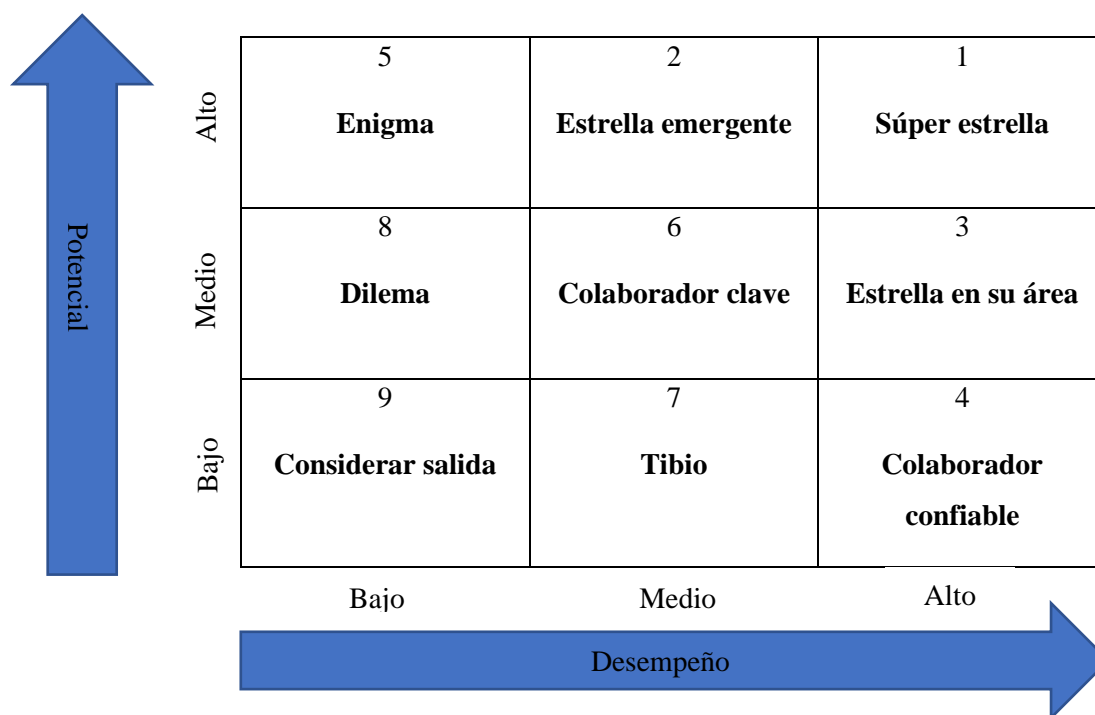 Potencial
Alto
5
Enigma
2
Estrella emergente
1
Súper estrella
Medio
8
Dilema
6
Colaborador clave
3
Estrella en su área
Bajo
9
Considerar salida
7
Tibio
4
Colaborador
confiable
Bajo
Medio
Alto
Desempeño